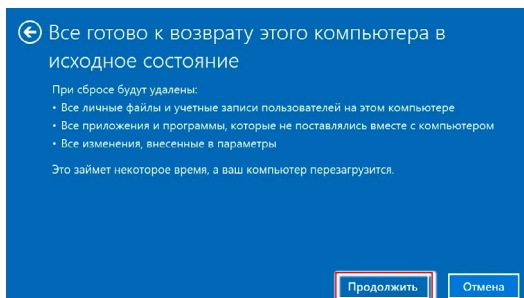 Все готово к возврату этого компьютера в
исходное состояние
При сбросе будут удалены:
• Все личные файлы и учетные записи пользователей на этом компьютере
• Все приложения и программы, которые не поставлялись вместе с компьютером
• Все изменения, внесенные в параметры
Это займет некоторое время, а ваш компьютер перезагрузится.
Продолжить Отмена